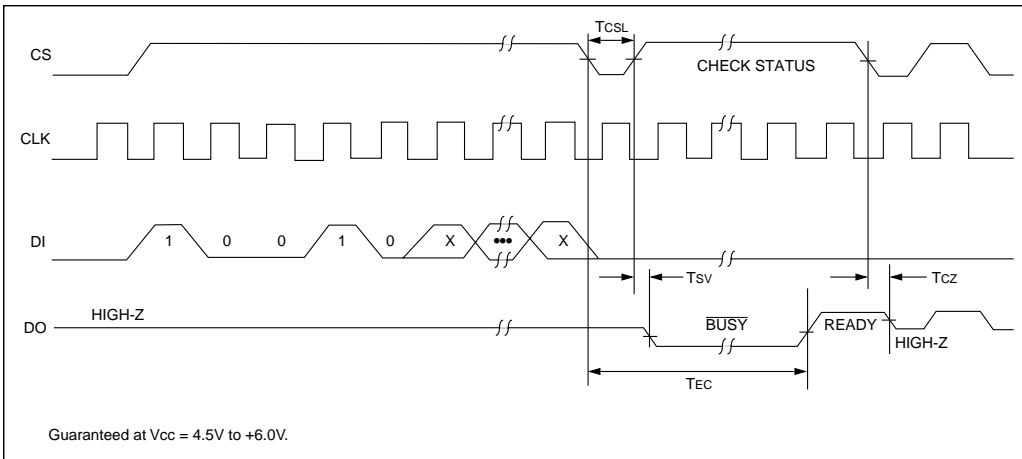 TCSL
CS
CHECK STATUS
CLK
DI 1 0 0 1 0 X ••• X
TSV
TCZ
HIGH-Z
DO
BUSY
READY
HIGH-Z
TEC
Guaranteed at Vcc = 4.5V to +6.0V.